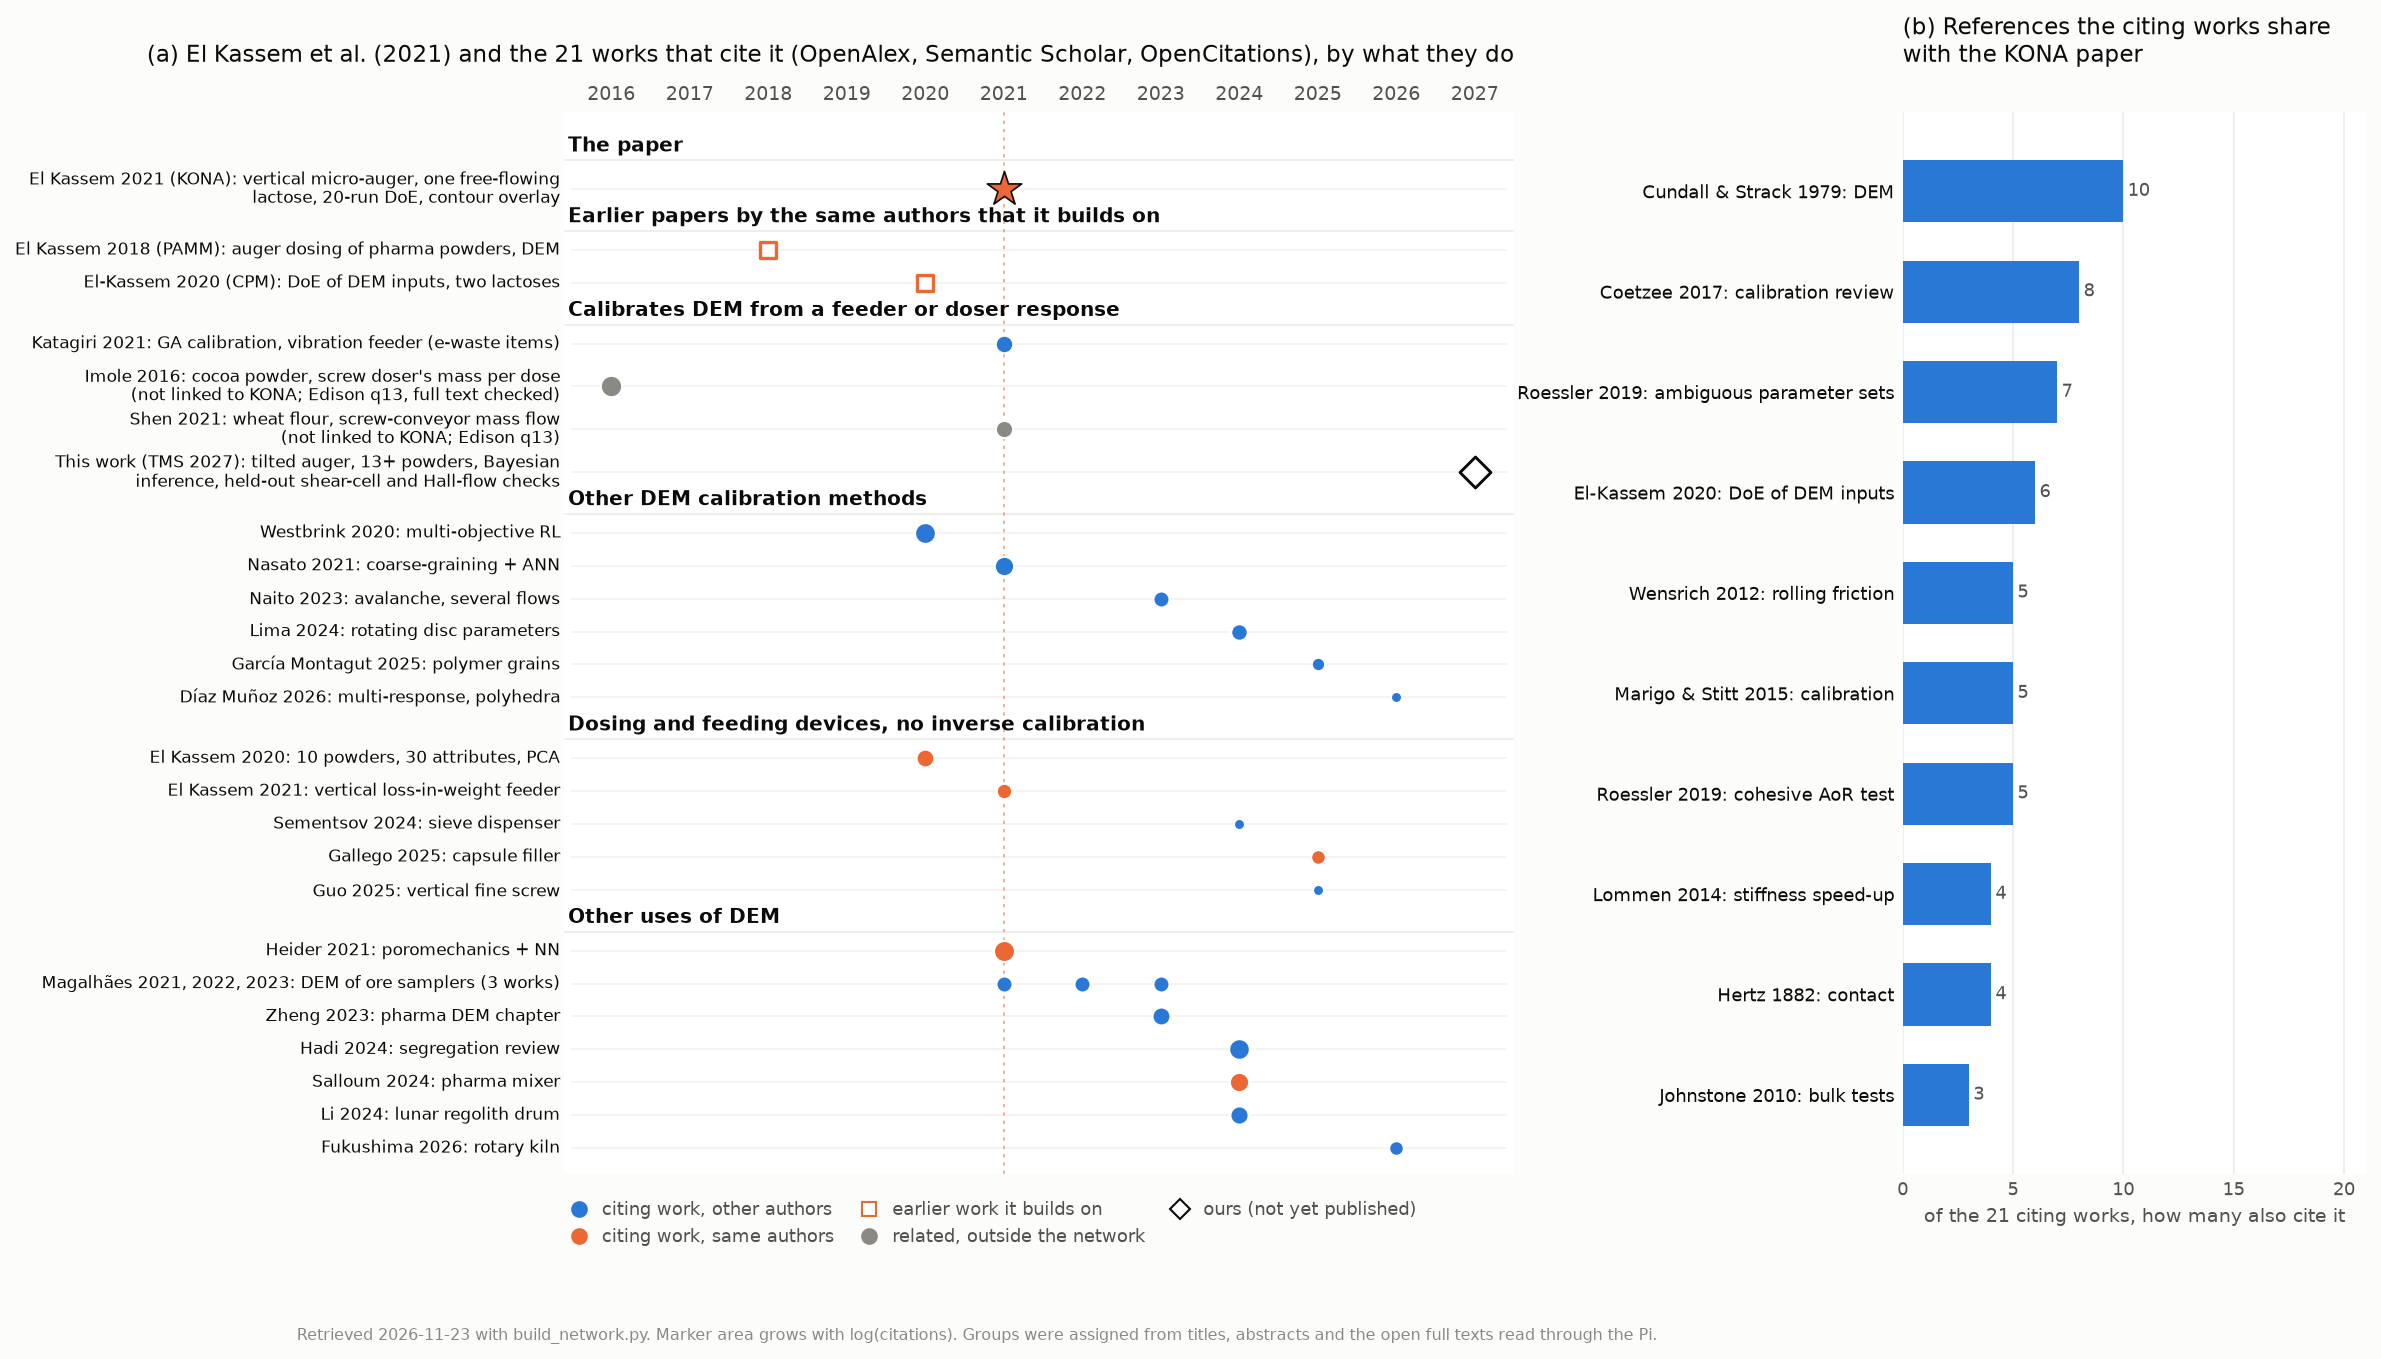 (a) El Kassem et al. (2021) and the 21 works that cite it (OpenAlex, Semantic Scholar, OpenCitations), by what they do
2016 2017 2018 2019 2020 2021 2022 2023 2024 2025 2026 2027
The paper
El Kassem 2021 (KONA): vertical micro-auger, one free-flowing
lactose, 20-run DoE, contour overlay
Earlier papers by the same authors that it builds on
El Kassem 2018 (PAMM): auger dosing of pharma powders, DEM
El-Kassem 2020 (CPM): DoE of DEM inputs, two lactoses
Calibrates DEM from a feeder or doser response
Katagiri 2021: GA calibration, vibration feeder (e-waste items)
Imole 2016: cocoa powder, screw doser's mass per dose
(not linked to KONA; Edison q13, full text checked)
Shen 2021: wheat flour, screw-conveyor mass flow
(not linked to KONA; Edison q13)
This work (TMS 2027): tilted auger, 13+ powders, Bayesian
inference, held-out shear-cell and Hall-flow checks
Other DEM calibration methods
Westbrink 2020: multi-objective RL
Nasato 2021: coarse-graining + ANN
Naito 2023: avalanche, several flows
Lima 2024: rotating disc parameters
García Montagut 2025: polymer grains
Díaz Muñoz 2026: multi-response, polyhedra
Dosing and feeding devices, no inverse calibration
El Kassem 2020: 10 powders, 30 attributes, PCA
El Kassem 2021: vertical loss-in-weight feeder
Sementsov 2024: sieve dispenser
Gallego 2025: capsule filler
Guo 2025: vertical fine screw
Other uses of DEM
Heider 2021: poromechanics + NN
Magalhães 2021, 2022, 2023: DEM of ore samplers (3 works)
Zheng 2023: pharma DEM chapter
Hadi 2024: segregation review
Salloum 2024: pharma mixer
Li 2024: lunar regolith drum
Fukushima 2026: rotary kiln
citing work, other authors
citing work, same authors
earlier work it builds on
related, outside the network
ours (not yet published)
(b) References the citing works share
with the KONA paper
Cundall & Strack 1979: DEM 10
Coetzee 2017: calibration review 8
Roessler 2019: ambiguous parameter sets 7
El-Kassem 2020: DoE of DEM inputs 6
Wensrich 2012: rolling friction 5
Marigo & Stitt 2015: calibration 5
Roessler 2019: cohesive AoR test 5
Lommen 2014: stiffness speed-up 4
Hertz 1882: contact 4
Johnstone 2010: bulk tests 3
0 5 10 15 20
of the 21 citing works, how many also cite it
Retrieved 2026-11-23 with build_network.py. Marker area grows with log(citations). Groups were assigned from titles, abstracts and the open full texts read through the Pi.